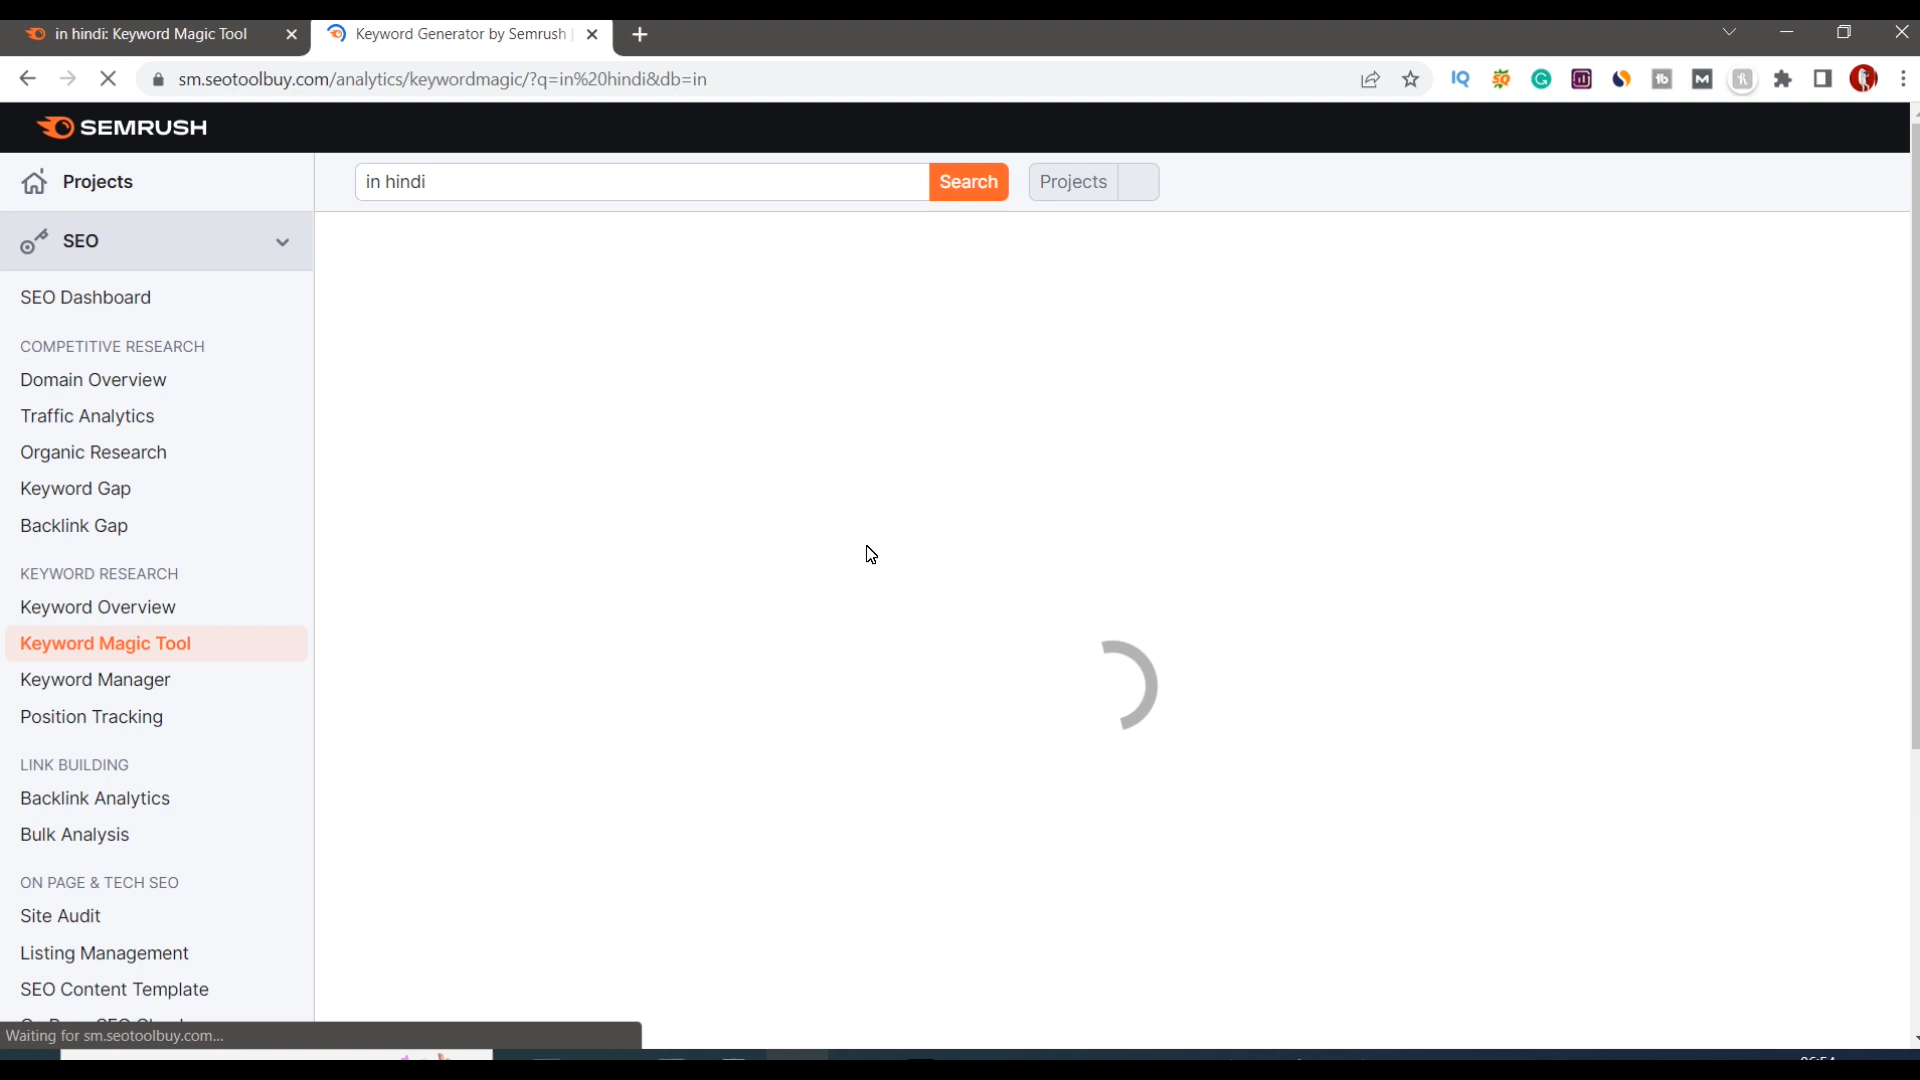 in hindi: Keyword Magic Tool
Keyword Generator by Semrush
sm.seotoolbuy.com/analytics/keywordmagic/?q=in%20hindi&db=in
SEMRUSH
Projects
in hindi
Search
Projects
SEO
SEO Dashboard
COMPETITIVE RESEARCH
Domain Overview
Traffic Analytics
Organic Research
Keyword Gap
Backlink Gap
KEYWORD RESEARCH
Keyword Overview
Keyword Magic Tool
Keyword Manager
Position Tracking
LINK BUILDING
Backlink Analytics
Bulk Analysis
ON PAGE & TECH SEO
Site Audit
Listing Management
SEO Content Template
Waiting for sm.seotoolbuy.com...